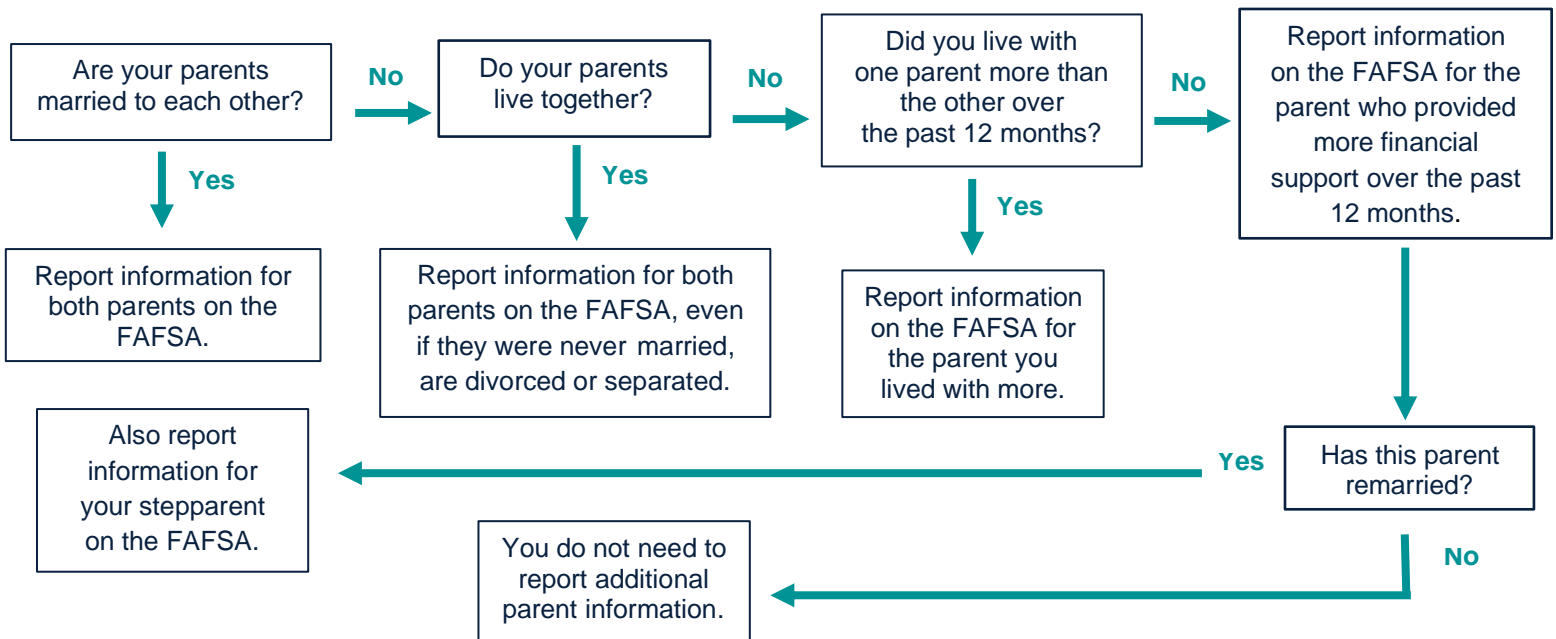 Are your parents
married to each other?
No
Do your parents
live together?
No
Did you live with
one parent more than
the other over
the past 12 months?
No
Report information
on the FAFSA for the
parent who provided
more financial
support over the past
12 months.
Yes
Yes
Yes
Report information for
both parents on the
FAFSA.
Report information for both
parents on the FAFSA, even
if they were never married,
are divorced or separated.
Report information
on the FAFSA for
the parent you
lived with more.
Also report
information for
your stepparent
on the FAFSA.
Yes
Has this parent
remarried?
You do not need to
report additional
parent information.
No